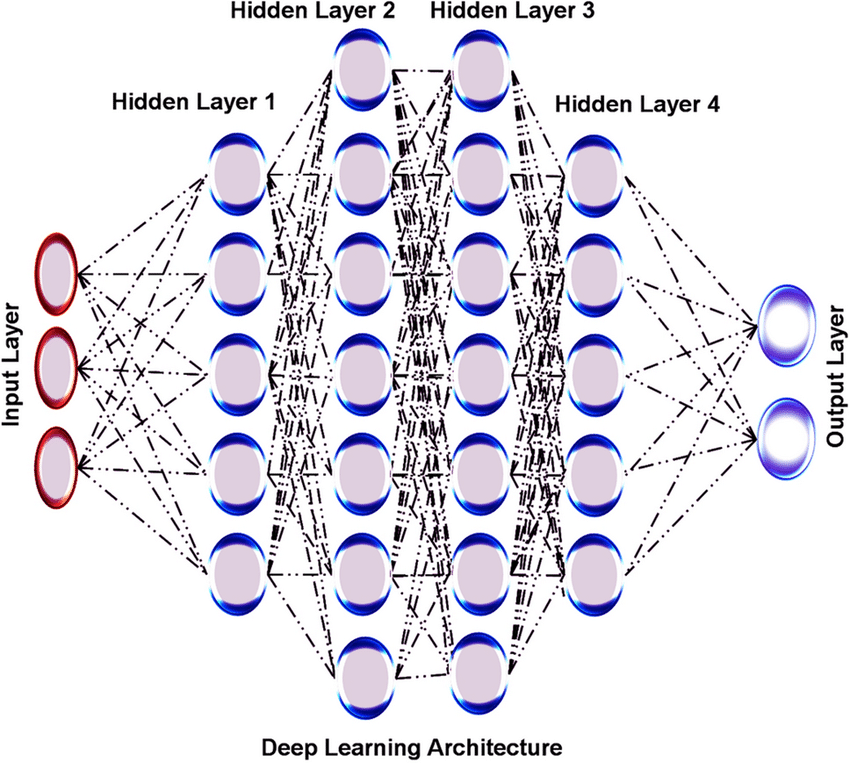 Hidden Layer 2
Hidden Layer 3
Hidden Layer 1
Hidden Layer 4
Input Layer
Output Layer
Deep Learning Architecture